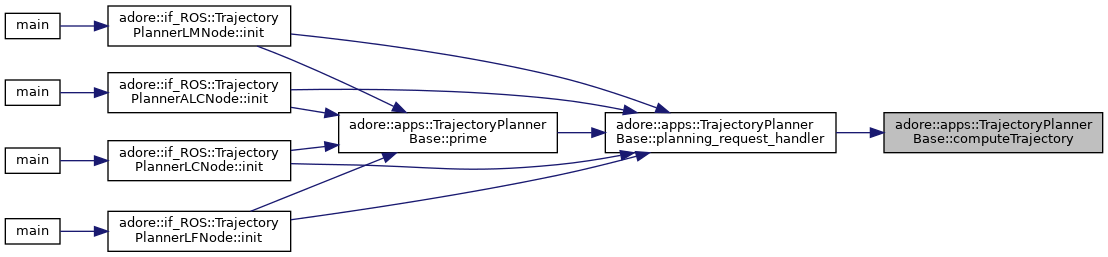 main
adore::if_ROS::Trajectory
PlannerLMNode::init
main
adore::if_ROS::Trajectory
PlannerALCNode::init
main
adore::if_ROS::Trajectory
PlannerLCNode::init
main
adore::if_ROS::Trajectory
PlannerLFNode::init
adore::apps::TrajectoryPlanner
Base::prime
adore::apps::TrajectoryPlanner
Base::planning_request_handler
adore::apps::TrajectoryPlanner
Base::computeTrajectory